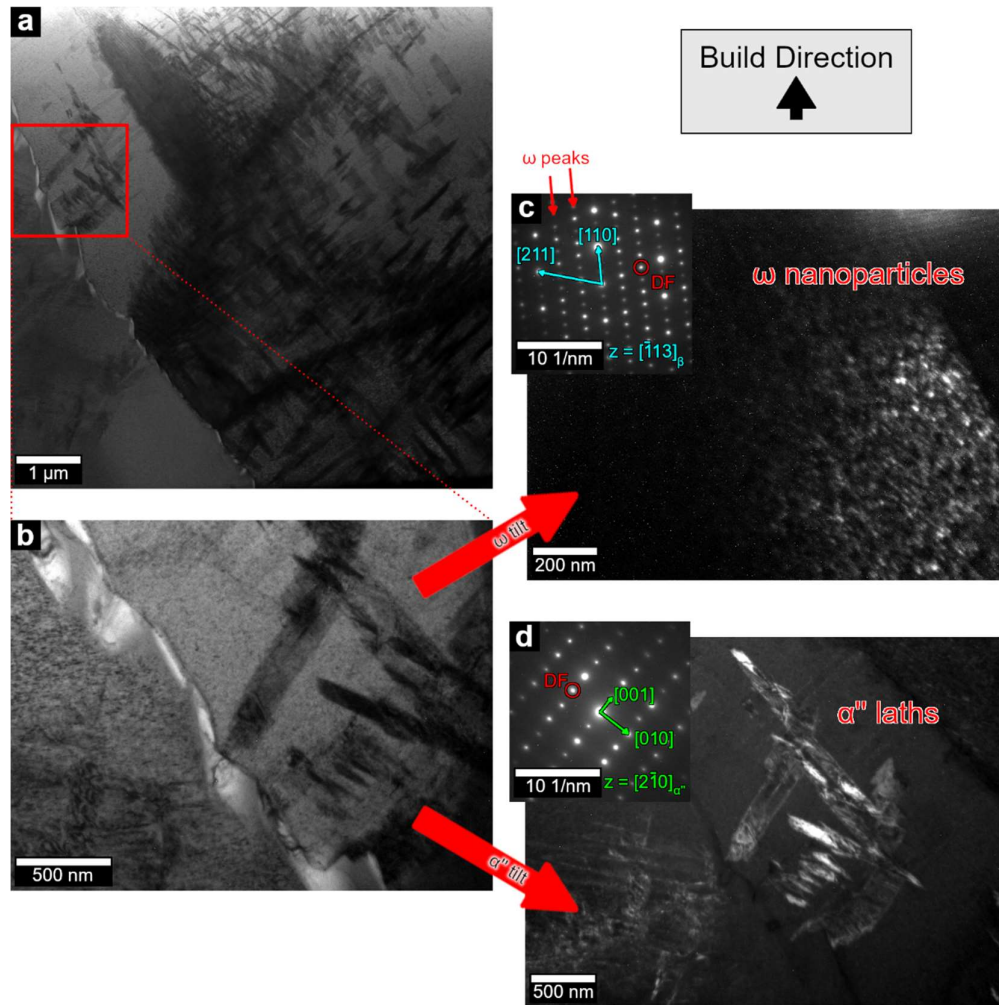 a
Build Direction
1 µm
ω peaks
c
[110]
[211]
DF
10 1/nm
z = [1̄13]β
ω nanoparticles
200 nm
b
ω tilt
500 nm
α'' tilt
d
DF
[001]
[010]
10 1/nm
z = [21̄0]α''
α'' laths
500 nm